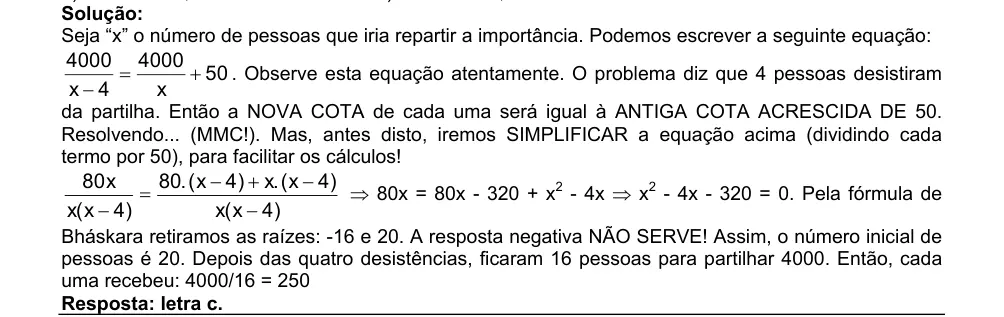 Solução:
Seja “x” o número de pessoas que iria repartir a importância. Podemos escrever a seguinte equação:
4000/(x − 4) = 4000/x + 50. Observe esta equação atentamente. O problema diz que 4 pessoas desistiram
da partilha. Então a NOVA COTA de cada uma será igual à ANTIGA COTA ACRESCIDA DE 50.
Resolvendo... (MMC!). Mas, antes disto, iremos SIMPLIFICAR a equação acima (dividindo cada
termo por 50), para facilitar os cálculos!
80x/(x(x − 4)) = (80.(x − 4) + x.(x − 4))/(x(x − 4)) ⇒ 80x = 80x - 320 + x² - 4x ⇒ x² - 4x - 320 = 0. Pela fórmula de
Bháskara retiramos as raízes: -16 e 20. A resposta negativa NÃO SERVE! Assim, o número inicial de
pessoas é 20. Depois das quatro desistências, ficaram 16 pessoas para partilhar 4000. Então, cada
uma recebeu: 4000/16 = 250
Resposta: letra c.